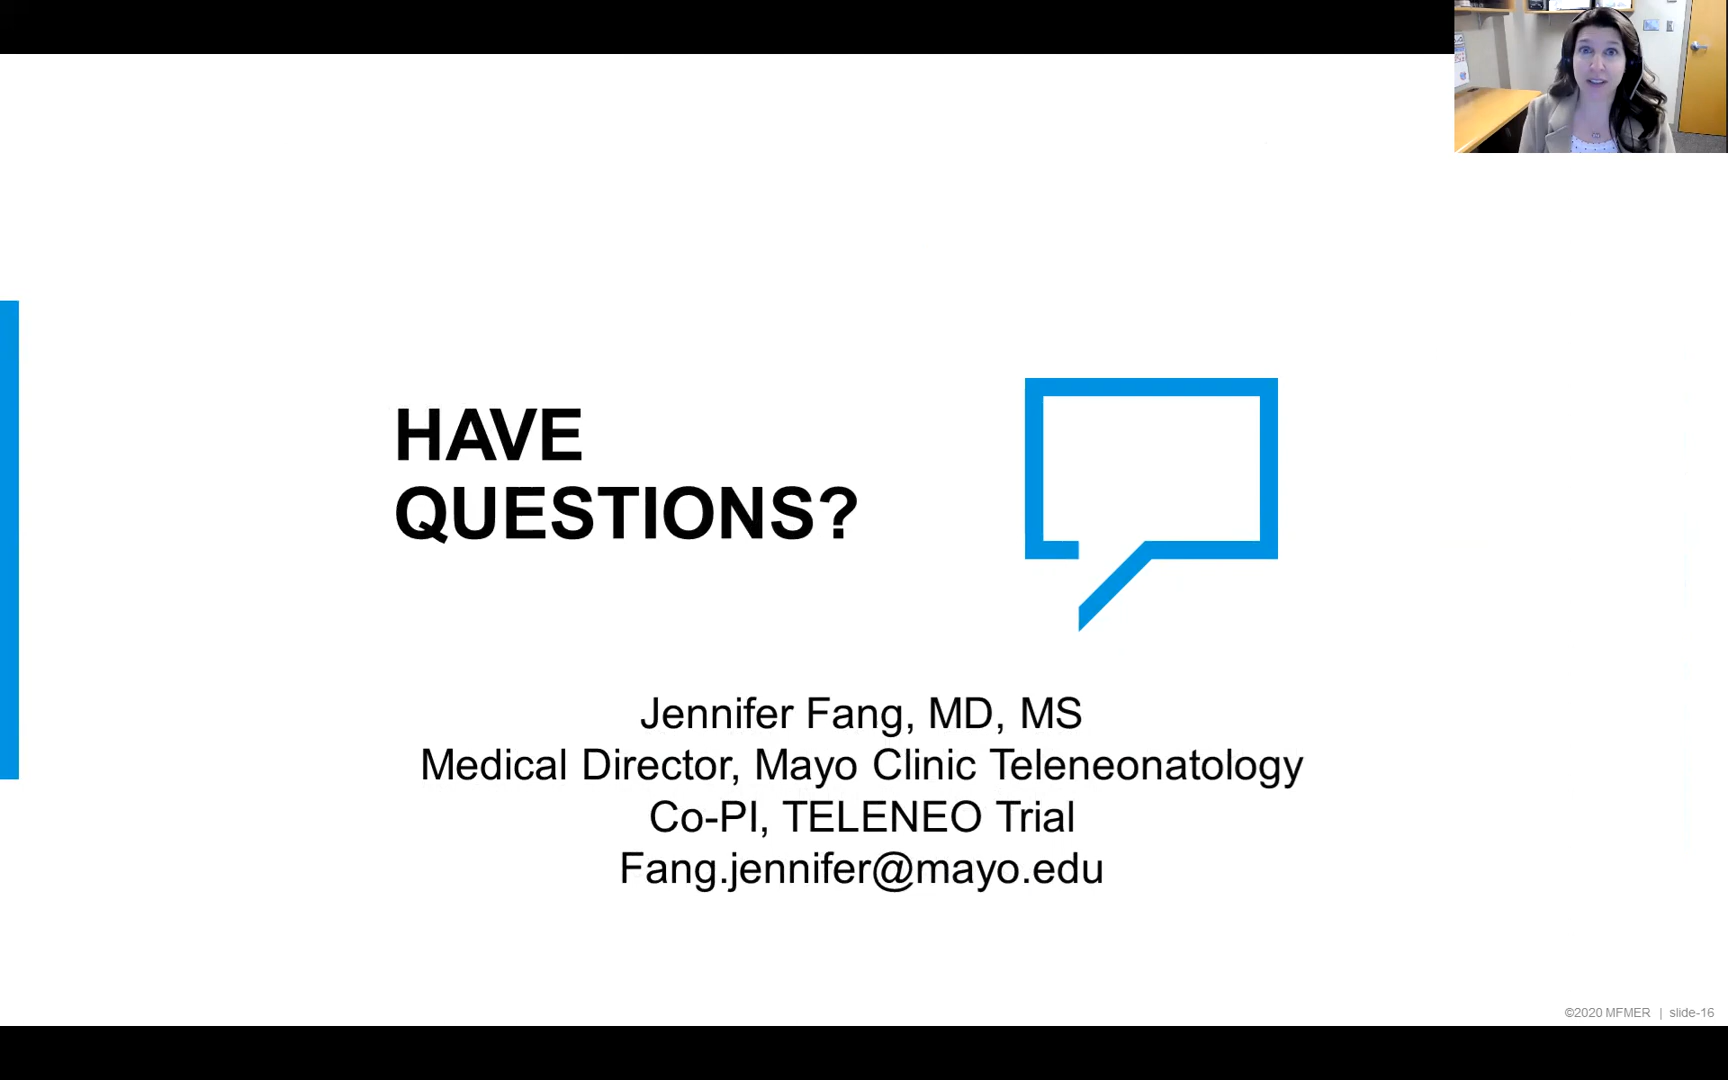 HAVE
QUESTIONS?
Jennifer Fang, MD, MS
Medical Director, Mayo Clinic Teleneonatology
Co-PI, TELENEO Trial
Fang.jennifer@mayo.edu
©2020 MFMER | slide-16